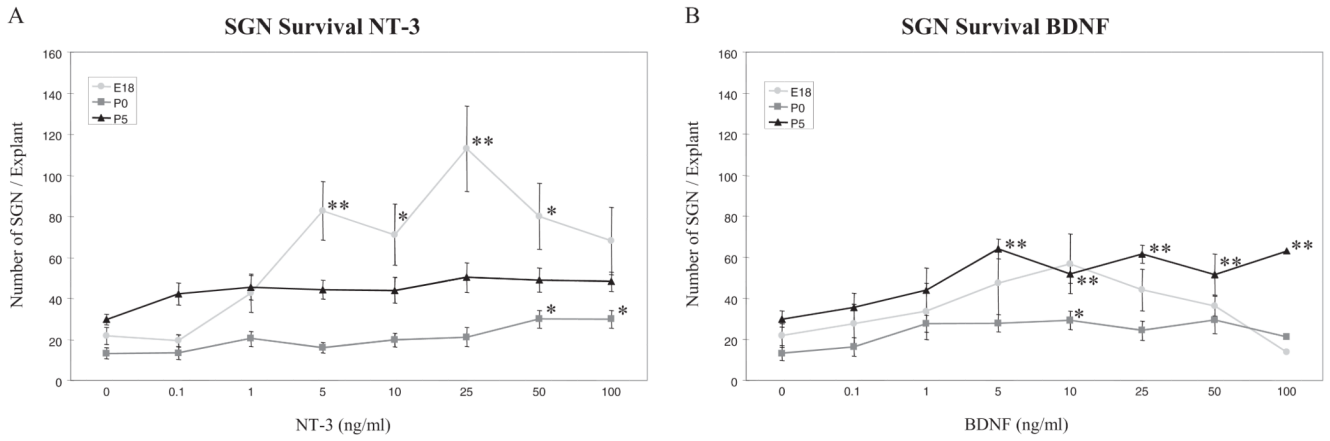 A
SGN Survival NT-3
160
140
120
100
80
60
40
20
0
E18
P0
P5
**
*
**
*
*
*
0 0.1 1 5 10 25 50 100
Number of SGN / Explant
NT-3 (ng/ml)
B
SGN Survival BDNF
160
140
120
100
80
60
40
20
0
E18
P0
P5
**
**
**
**
**
*
0 0.1 1 5 10 25 50 100
Number of SGN / Explant
BDNF (ng/ml)